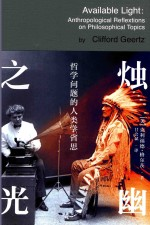 Available Light:
Anthropological Reflextions
on Philosophical Topics
by Clifford Geertz
烛幽
之光
哲学问题的人类学省思